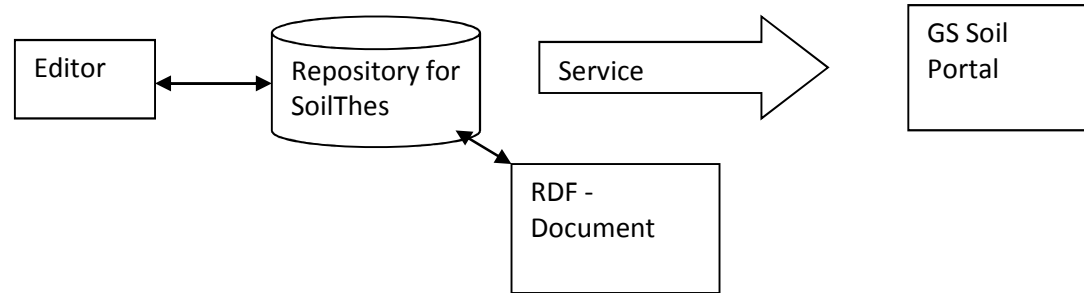 Editor
Repository for
SoilThes
Service
GS Soil
Portal
RDF -
Document